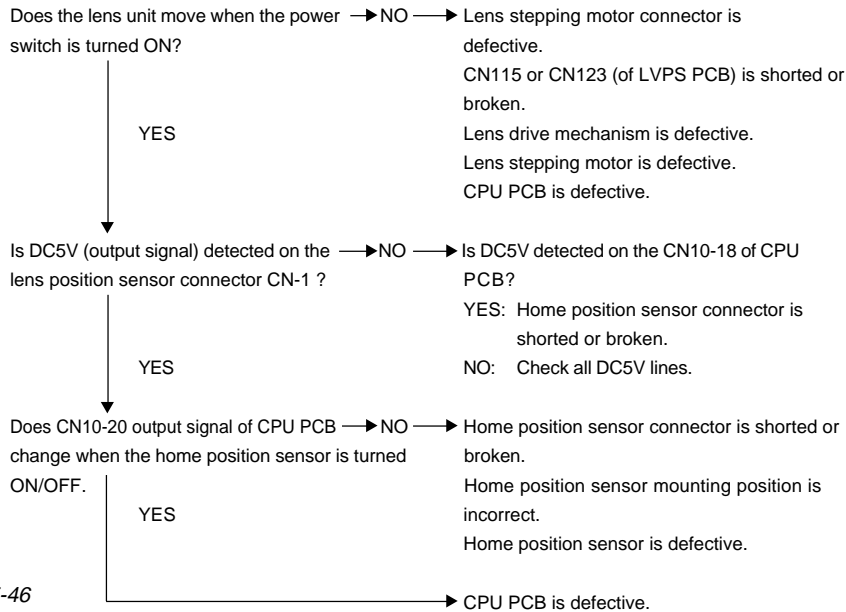 Does the lens unit move when the power
switch is turned ON?
NO
Lens stepping motor connector is
defective.
CN115 or CN123 (of LVPS PCB) is shorted or
broken.
Lens drive mechanism is defective.
Lens stepping motor is defective.
CPU PCB is defective.
YES
Is DC5V (output signal) detected on the
lens position sensor connector CN-1 ?
NO
Is DC5V detected on the CN10-18 of CPU
PCB?
YES: Home position sensor connector is
shorted or broken.
NO: Check all DC5V lines.
YES
Does CN10-20 output signal of CPU PCB
change when the home position sensor is turned
ON/OFF.
NO
Home position sensor connector is shorted or
broken.
Home position sensor mounting position is
incorrect.
Home position sensor is defective.
YES
CPU PCB is defective.
-46